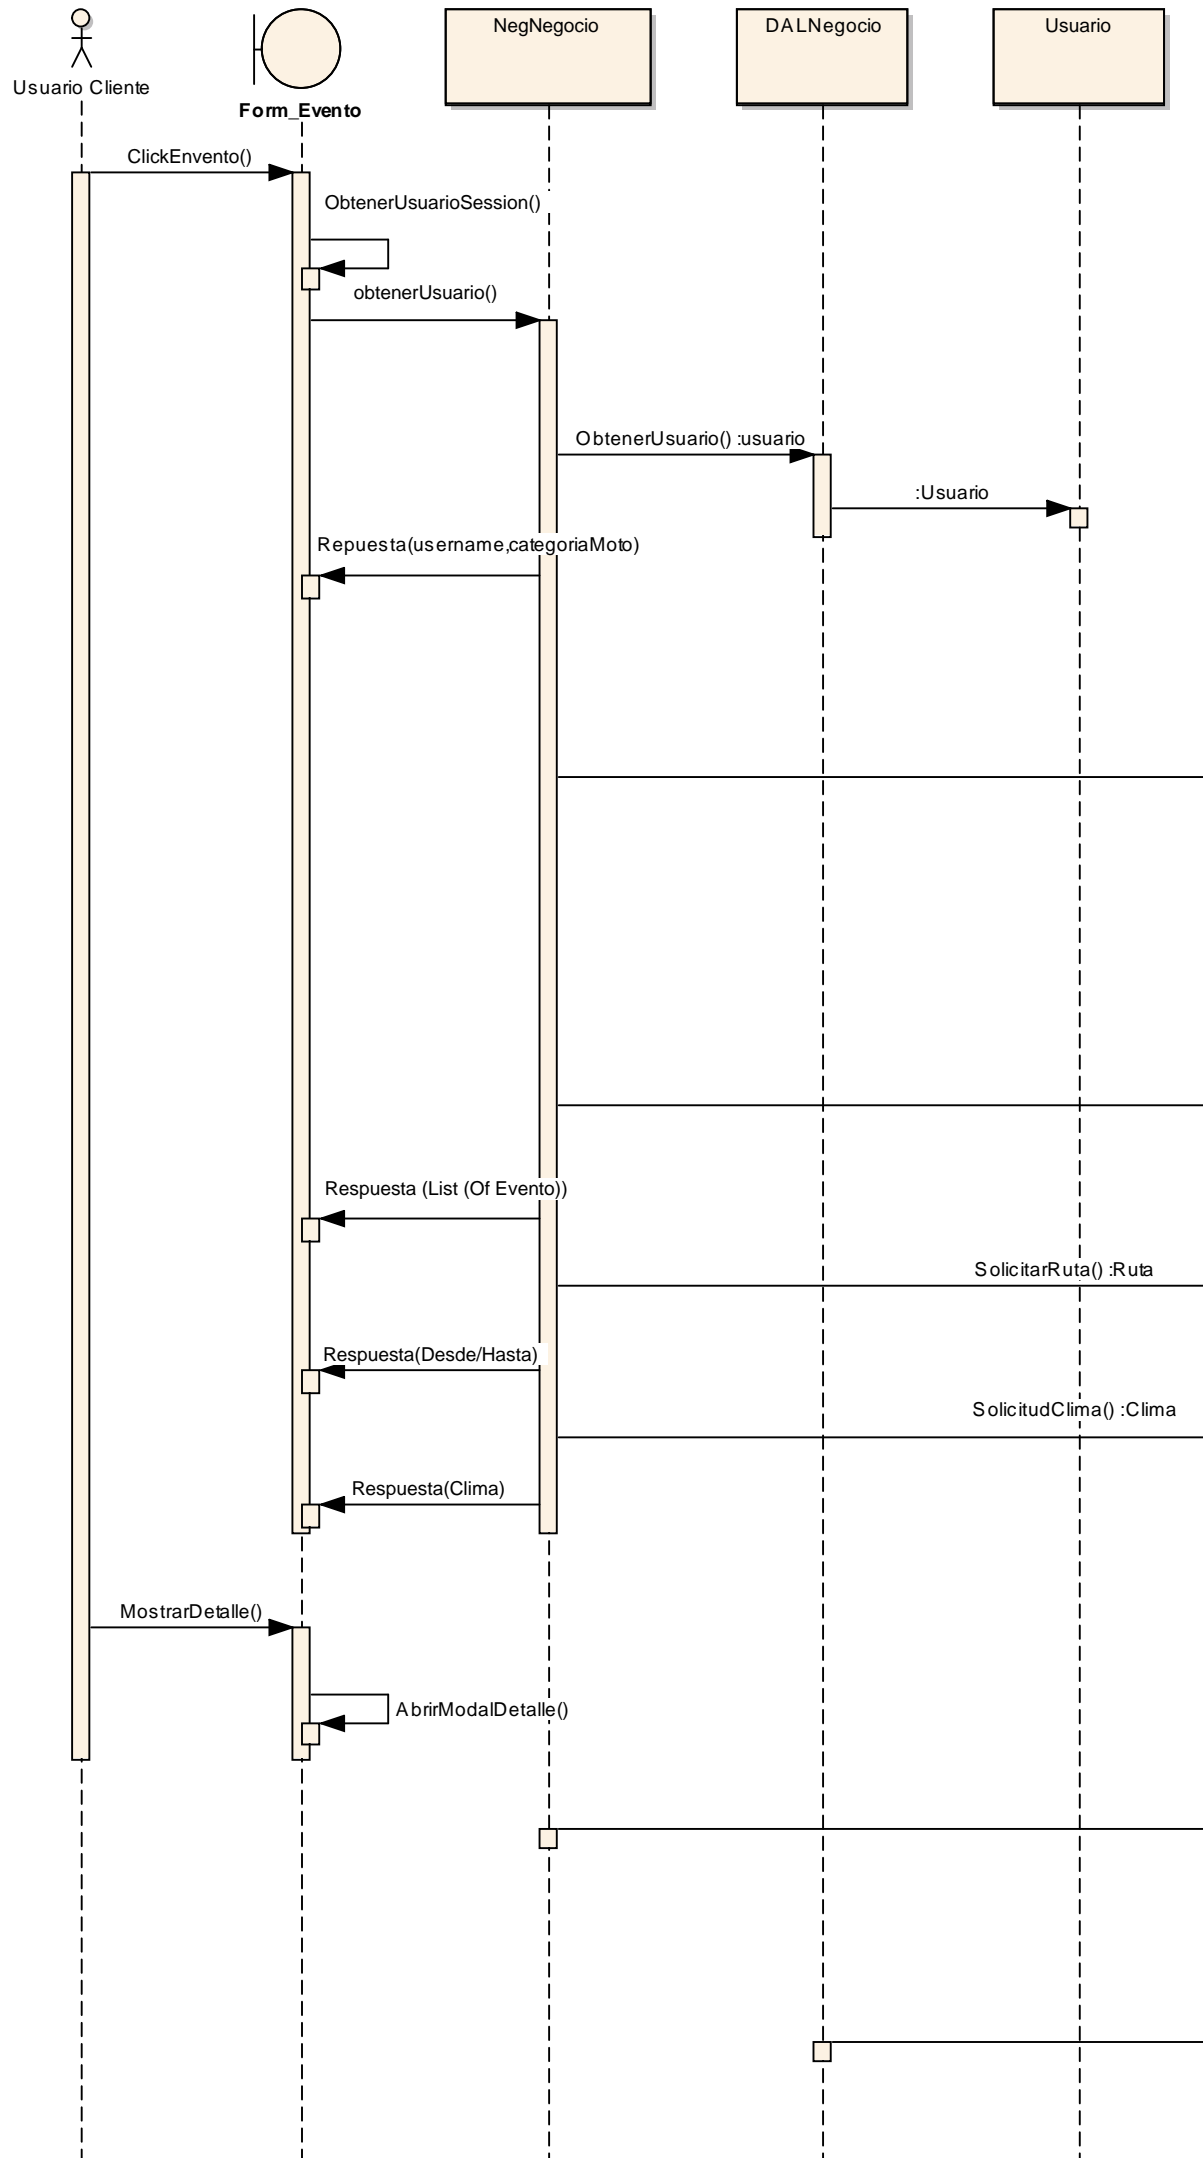 NegNegocio
DALNegocio
Usuario
Usuario Cliente
Form_Evento
ClickEnvento()
ObtenerUsuarioSession()
obtenerUsuario()
ObtenerUsuario() :usuario
:Usuario
Repuesta(username,categoriaMoto)
Respuesta (List (Of Evento))
SolicitarRuta() :Ruta
Respuesta(Desde/Hasta)
SolicitudClima() :Clima
Respuesta(Clima)
MostrarDetalle()
AbrirModalDetalle()